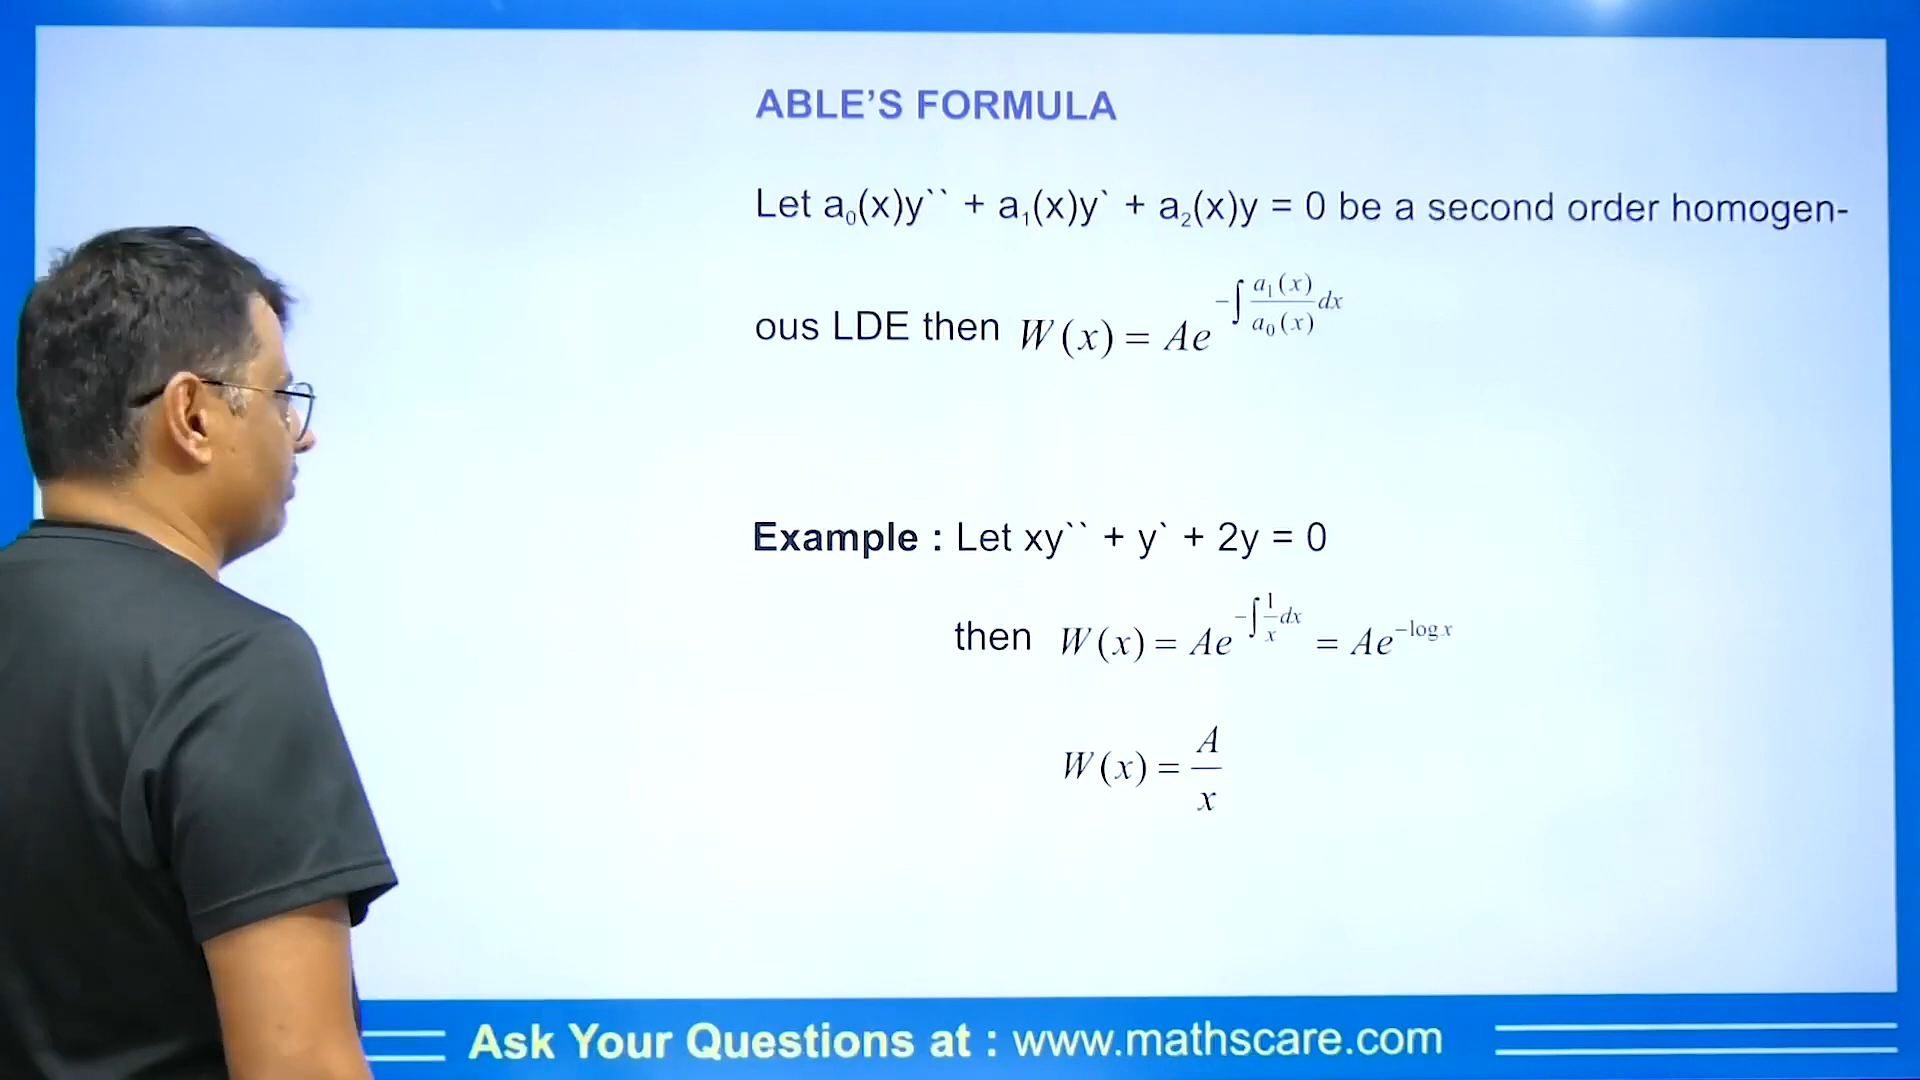 ABLE’S FORMULA
Let a₀(x)y`` + a₁(x)y` + a₂(x)y = 0 be a second order homogen-
ous LDE then W(x) = Ae^{-∫ a₁(x)/a₀(x) dx}
Example : Let xy`` + y` + 2y = 0
then W(x) = Ae^{-∫ 1/x dx} = Ae^{-log x}
W(x) = A/x
Ask Your Questions at : www.mathscare.com